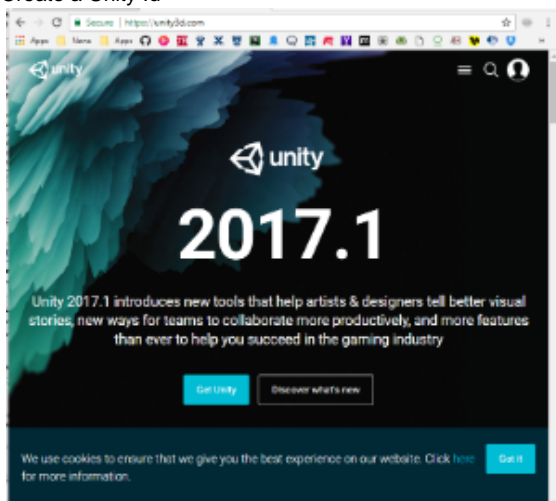 Create a Unity Id
Secure | https://unity3d.com
Apps
Apps
unity
unity
2017.1
Unity 2017.1 introduces new tools that help artists & designers tell better visual
stories, new ways for teams to collaborate more productively, and more features
than ever to help you succeed in the gaming industry
Get Unity
Discover what's new
We use cookies to ensure that we give you the best experience on our website. Click here
for more information.
Got it